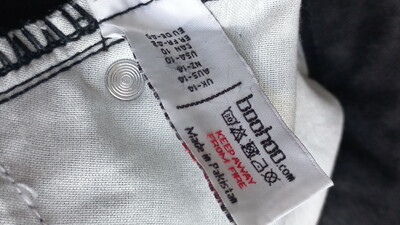 boohoo.com
UK-14
AUS-14
NZ-14
USA-10
CAN-10
FR-42
KEEP AWAY
FROM FIRE
Made in Pakistan